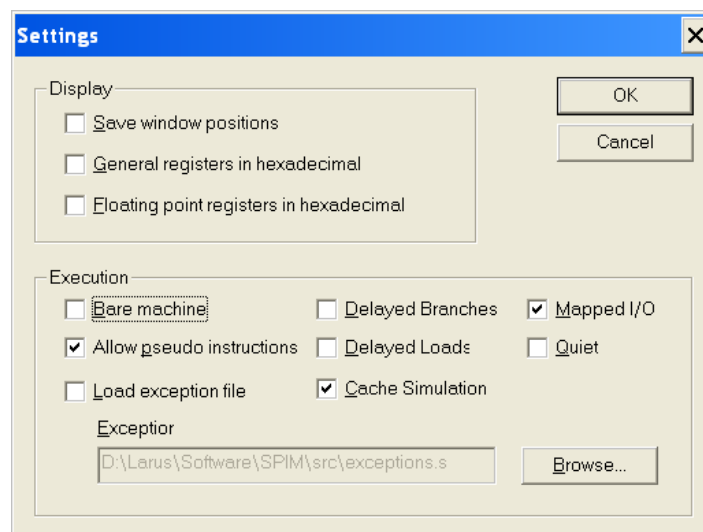 Settings
Display
OK
Save window positions
Cancel
General registers in hexadecimal
Floating point registers in hexadecimal
Execution
Bare machine
Delayed Branches
Mapped I/O
Allow pseudo instructions
Delayed Loads
Quiet
Load exception file
Cache Simulation
Exceptior
D:\Larus\Software\SPIM\src\exceptions.s
Browse...